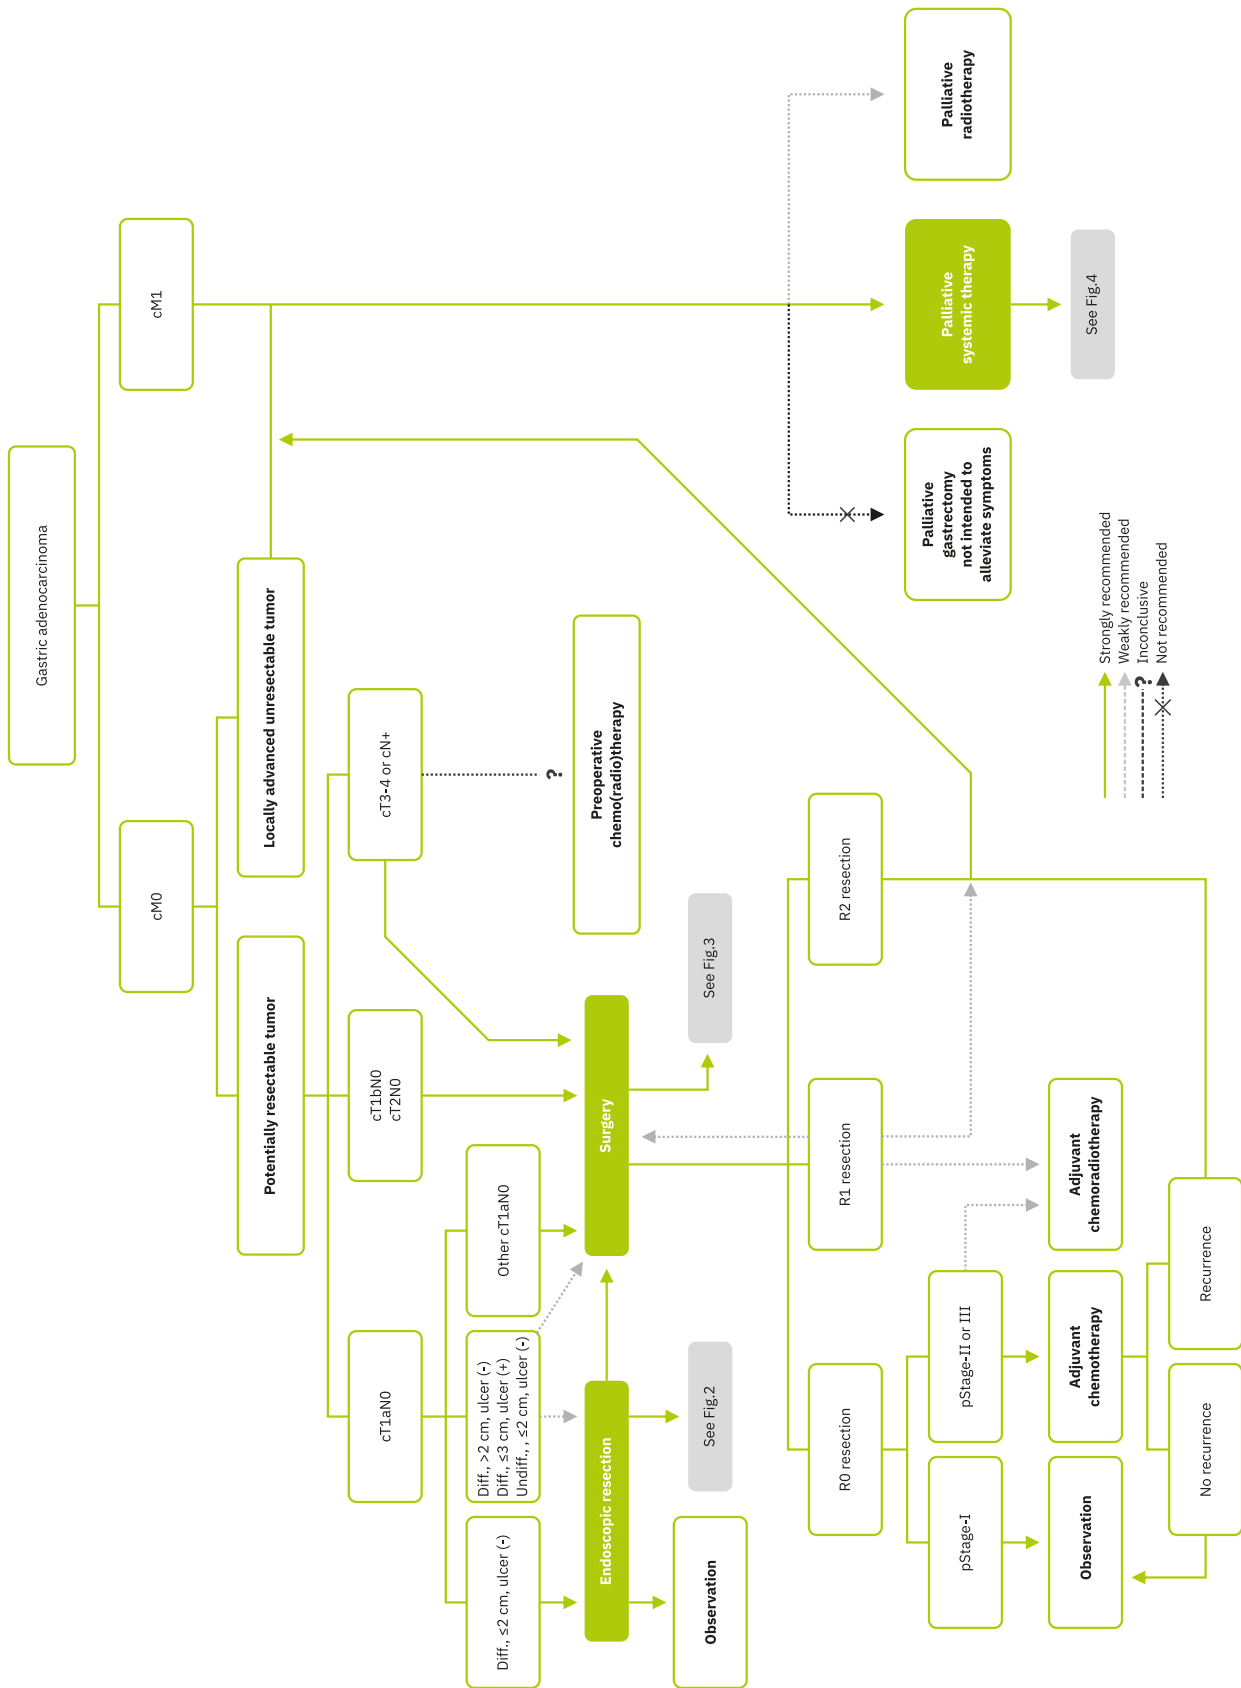 Gastric adenocarcinoma
cM0
cM1
Potentially resectable tumor
Locally advanced unresectable tumor
cT1aN0
cT1bN0
cT2N0
cT3-4 or cN+
Diff., ≤2 cm, ulcer (-)
Diff., >2 cm, ulcer (-)
Diff., ≤3 cm, ulcer (+)
Undiff., , ≤2 cm, ulcer (-)
Other cT1aN0
Endoscopic resection
Surgery
Preoperative
chemo(radio)therapy
?
Observation
See Fig.2
See Fig.3
R0 resection
R1 resection
R2 resection
pStage-I
pStage-II or III
Observation
Adjuvant
chemotherapy
Adjuvant
chemoradiotherapy
No recurrence
Recurrence
Palliative
gastrectomy
not intended to
alleviate symptoms
Palliative
systemic therapy
Palliative
radiotherapy
See Fig.4
Strongly recommended
Weakly recommended
? Inconclusive
Not recommended